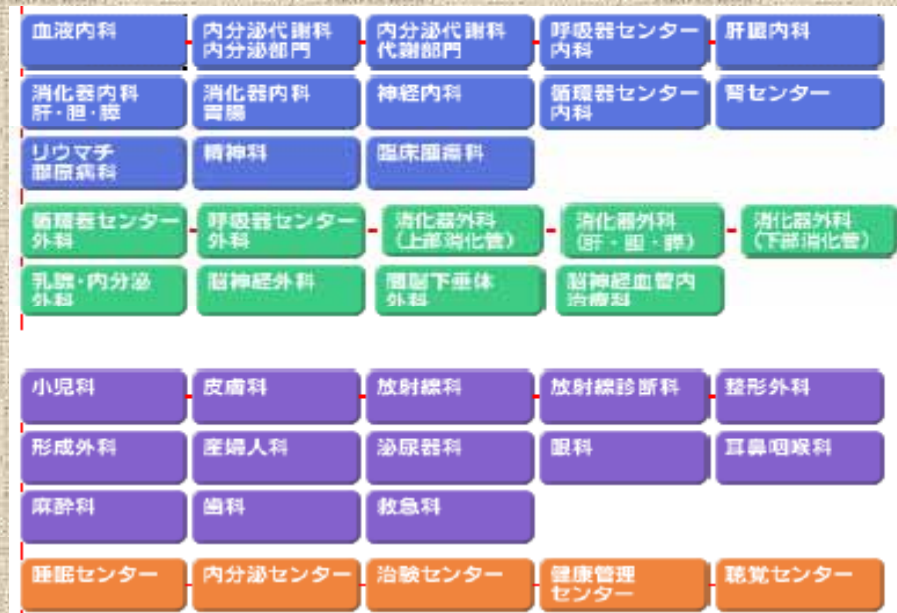 血液内科
内分泌代謝科
内分泌部門
内分泌代謝科
代謝部門
呼吸器センター
内科
肝臓内科
消化器内科
肝・胆・膵
消化器内科
胃腸
神経内科
循環器センター
内科
腎センター
リウマチ
膠原病科
精神科
臨床腫瘍科
循環器センター
外科
呼吸器センター
外科
消化器外科
(上部消化管)
消化器外科
(肝・胆・膵)
消化器外科
(下部消化管)
乳腺・内分泌
外科
脳神経外科
間脳下垂体
外科
脳神経血管内
治療科
小児科
皮膚科
放射線科
放射線診断科
整形外科
形成外科
産婦人科
泌尿器科
眼科
耳鼻咽喉科
麻酔科
歯科
救急科
睡眠センター
内分泌センター
治験センター
健康管理
センター
聴覚センター